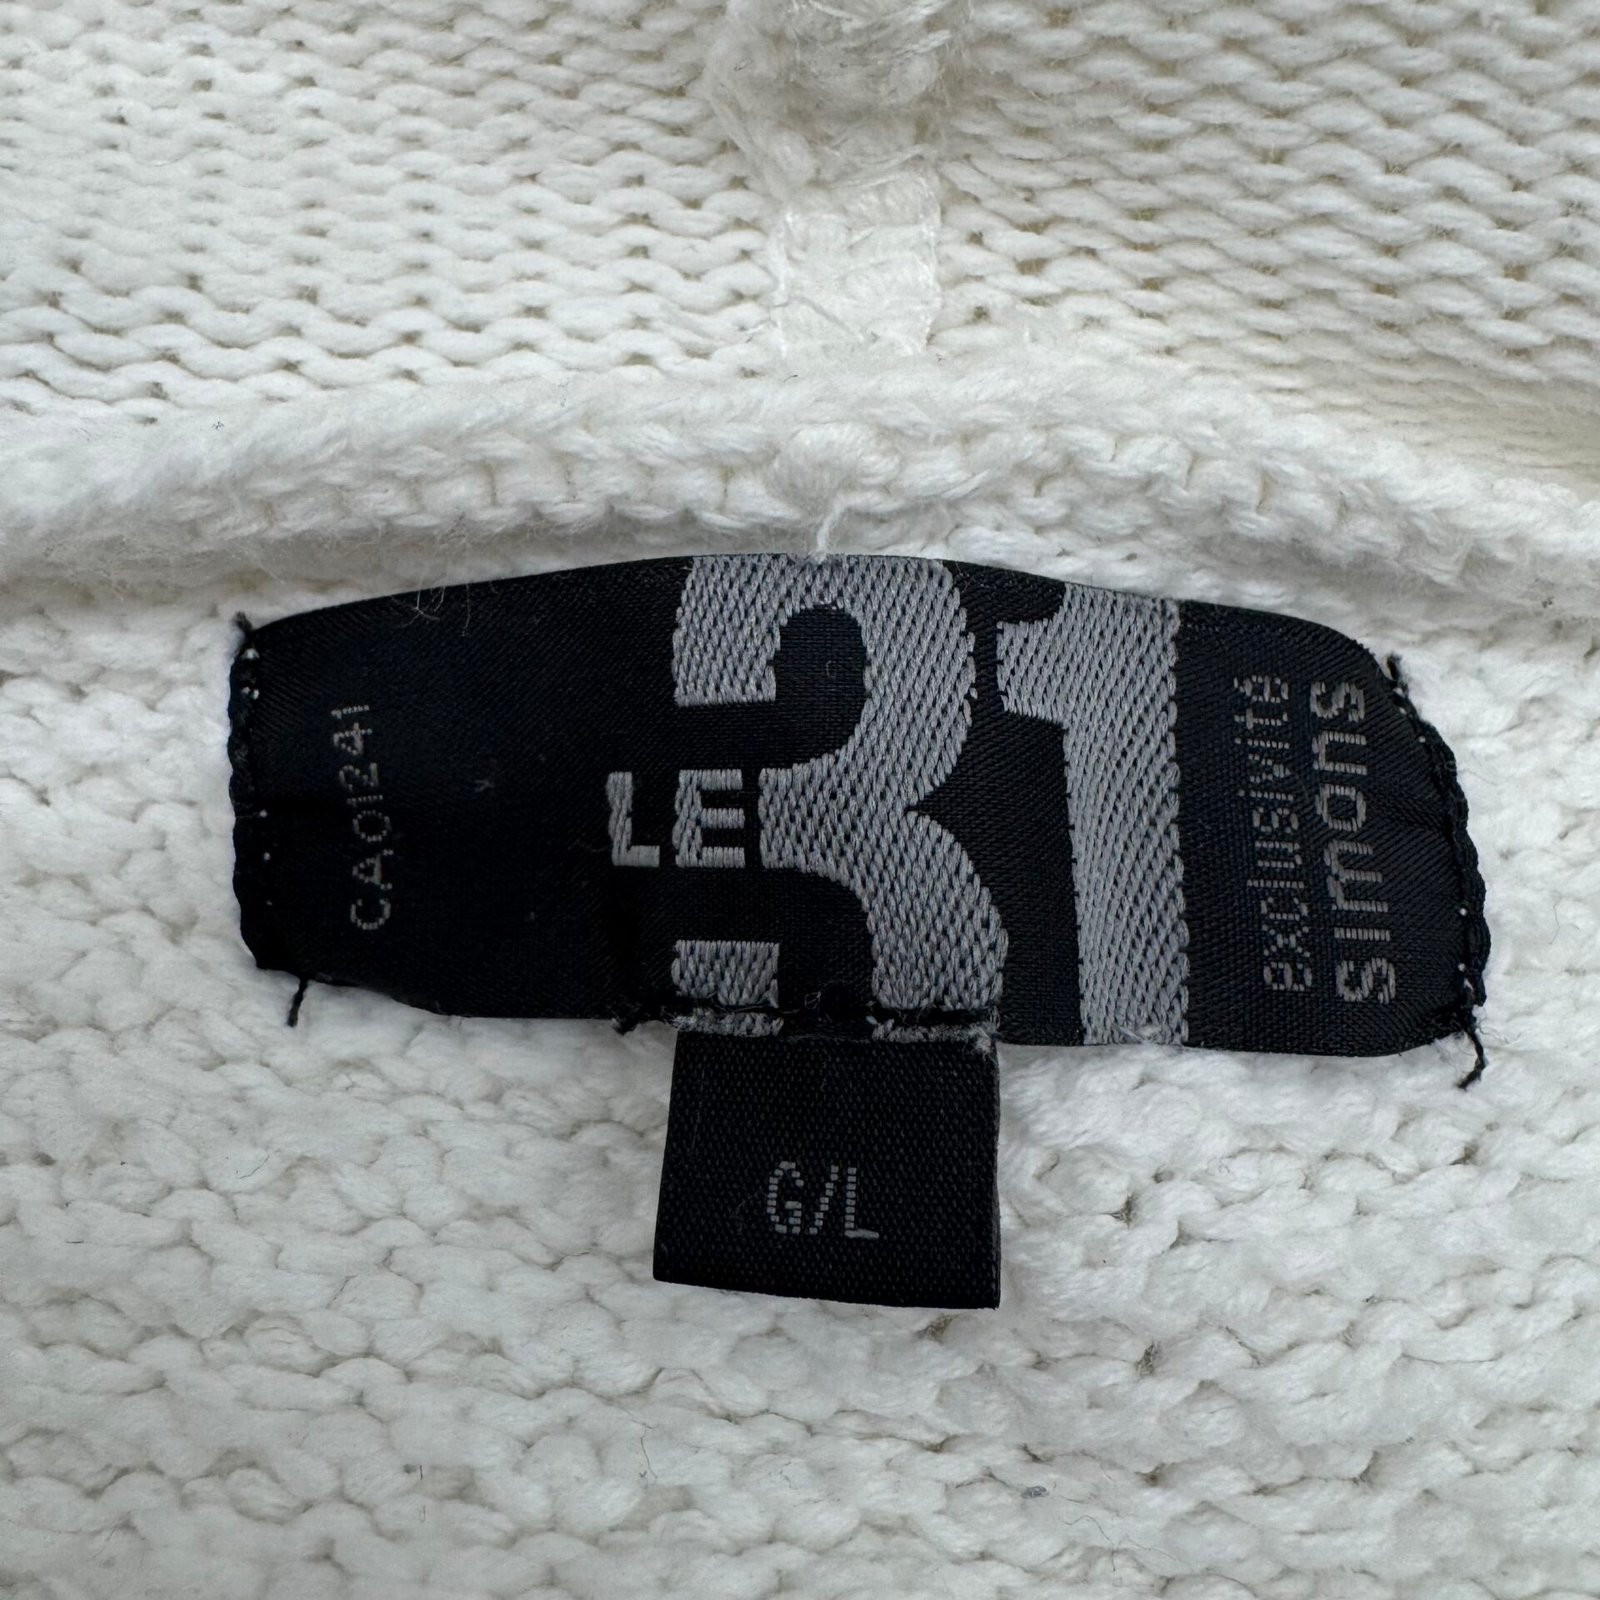 CA01241
LE 31
exclusivité
simons
G/L